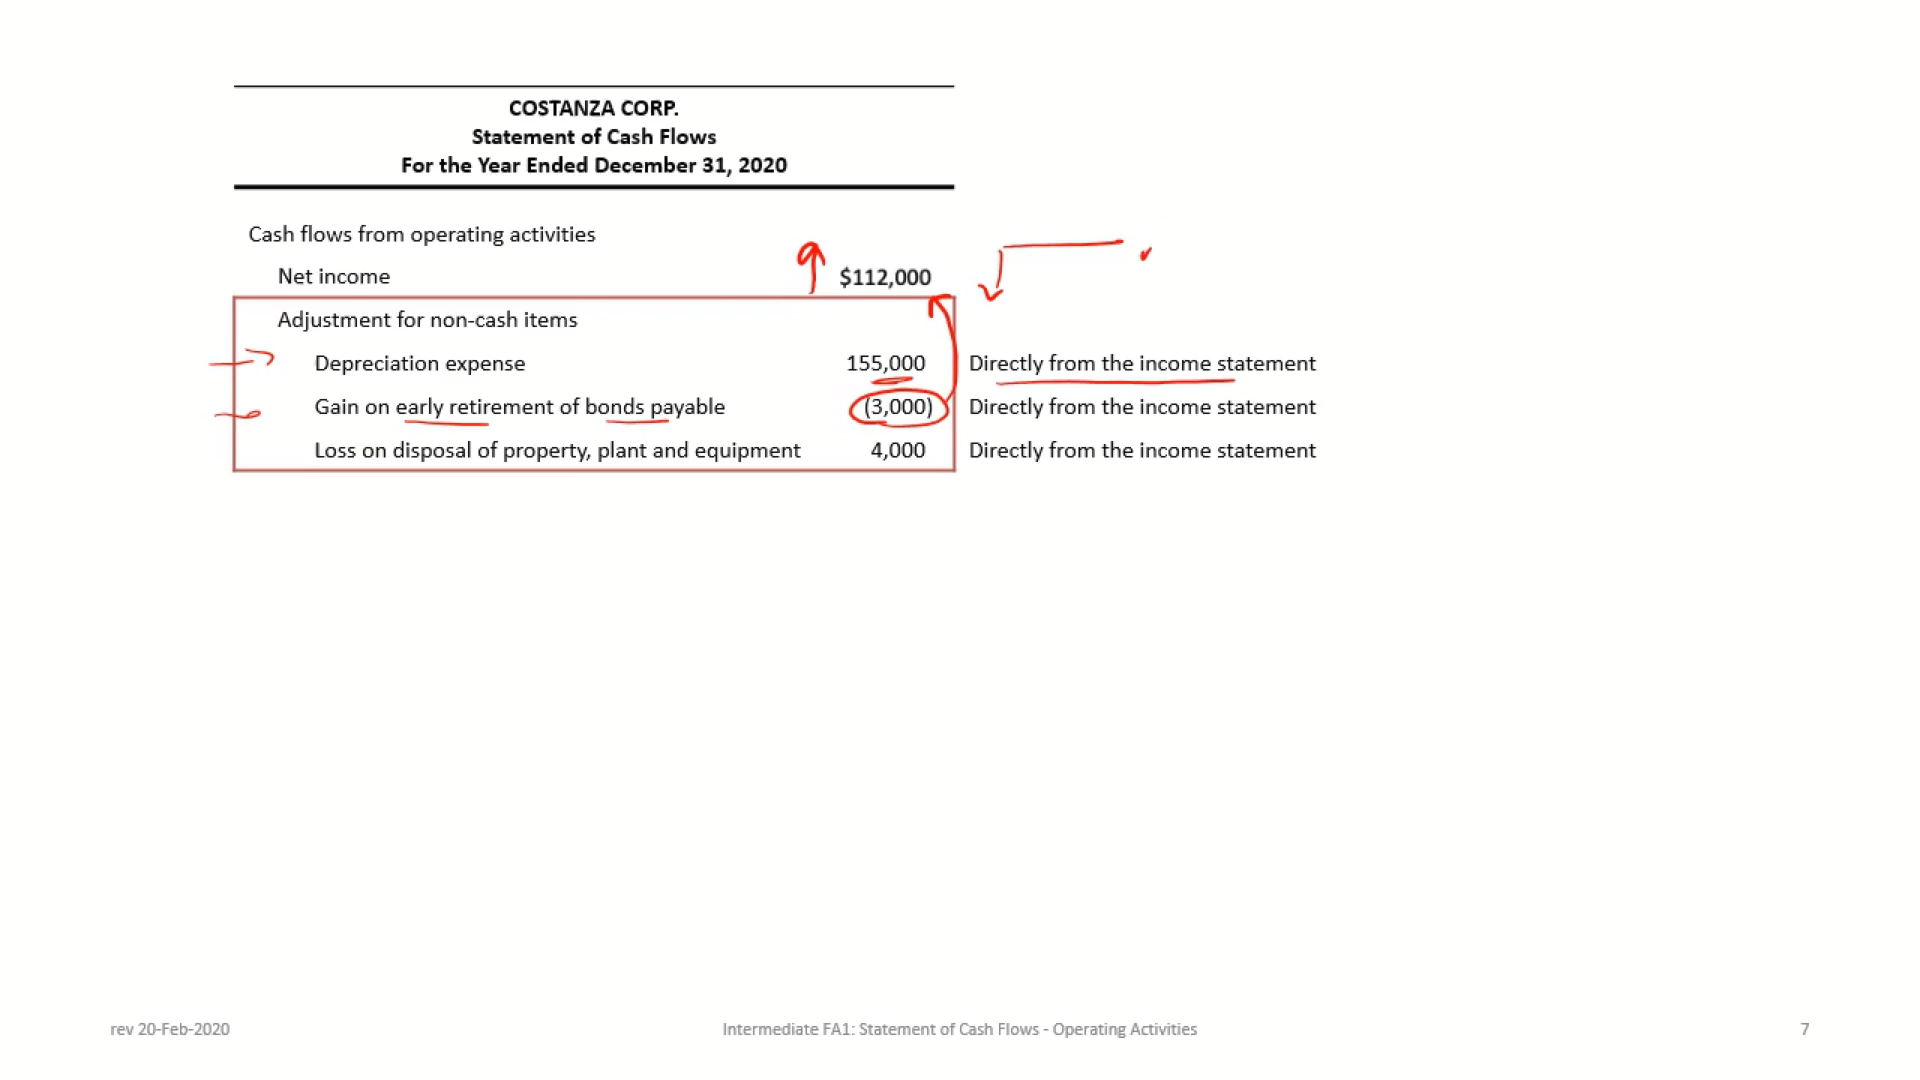 COSTANZA CORP.
Statement of Cash Flows
For the Year Ended December 31, 2020
Cash flows from operating activities
Net income $112,000
Adjustment for non-cash items
Depreciation expense 155,000 Directly from the income statement
Gain on early retirement of bonds payable (3,000) Directly from the income statement
Loss on disposal of property, plant and equipment 4,000 Directly from the income statement
rev 20-Feb-2020 Intermediate FA1: Statement of Cash Flows - Operating Activities 7